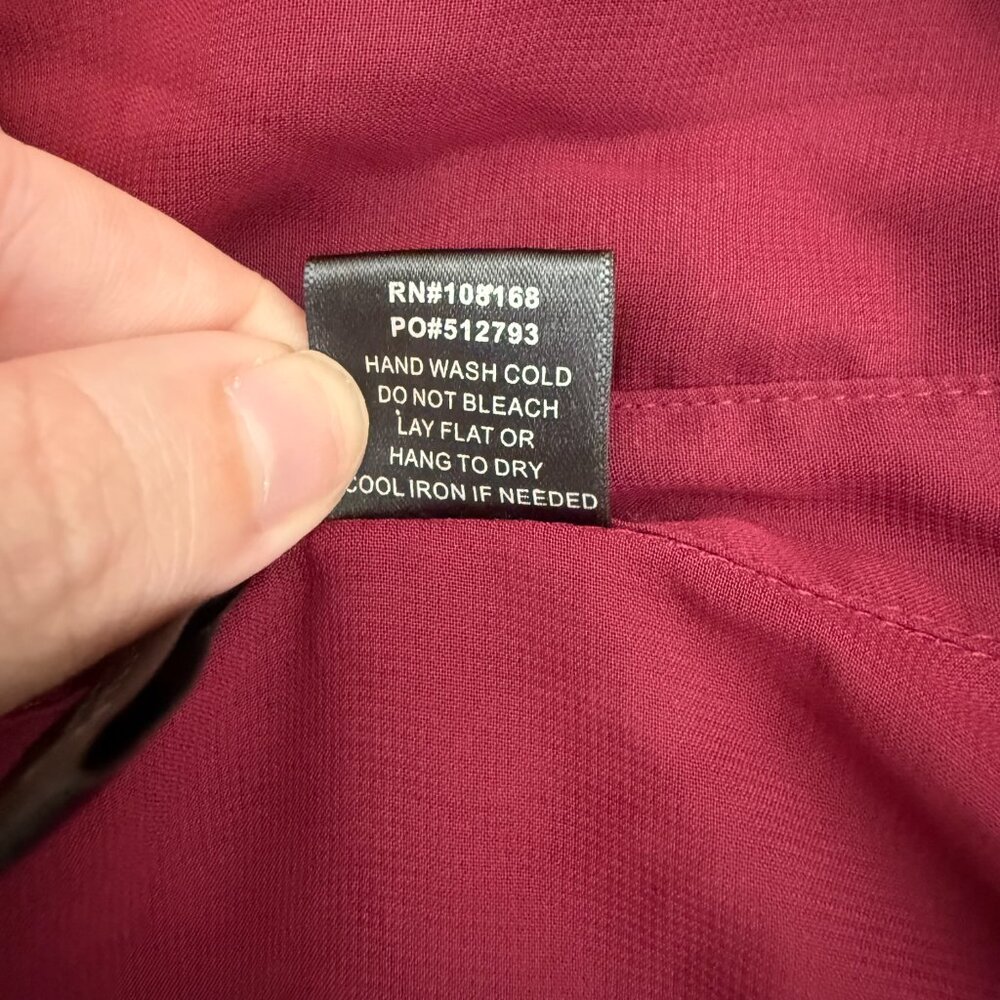 RN#108168
PO#512793
HAND WASH COLD
DO NOT BLEACH
LAY FLAT OR
HANG TO DRY
COOL IRON IF NEEDED